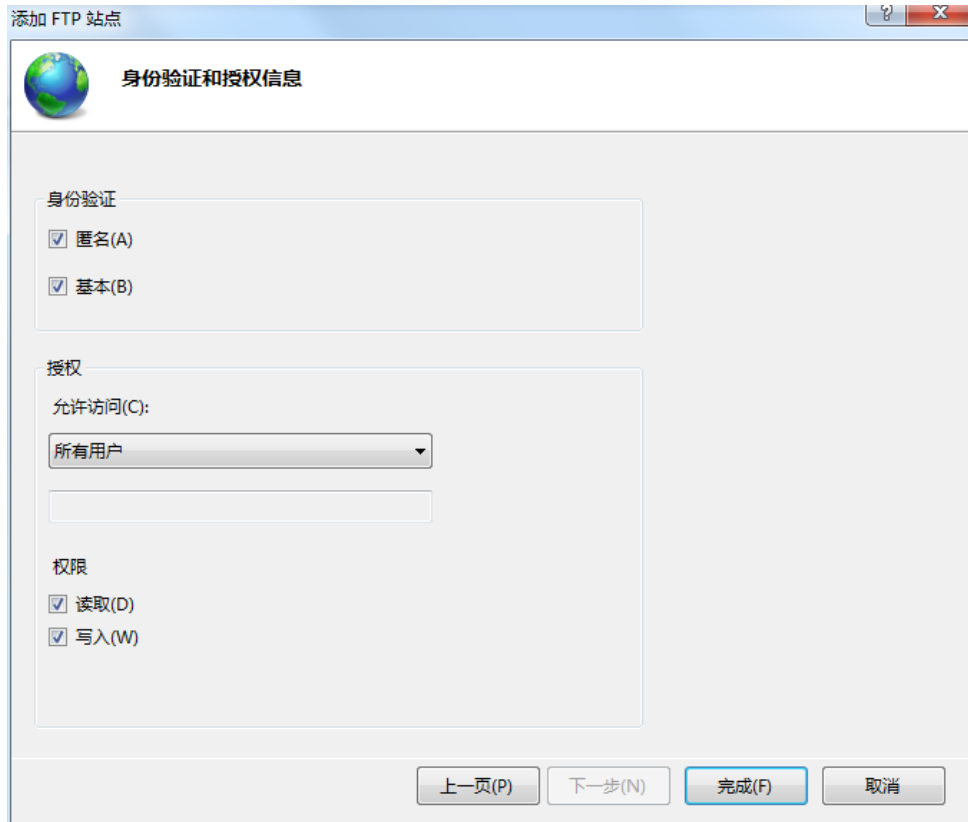 添加 FTP 站点
身份验证和授权信息
身份验证
匿名(A)
基本(B)
授权
允许访问(C):
所有用户
权限
读取(D)
写入(W)
上一页(P) 下一步(N) 完成(F) 取消